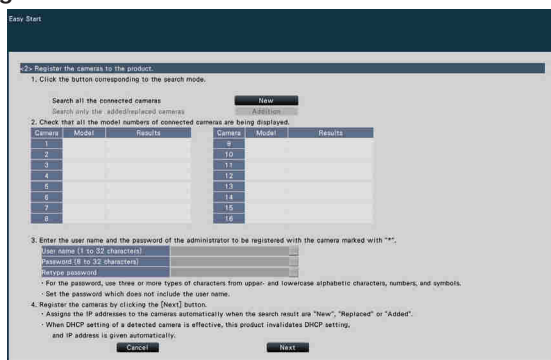 Easy Start
<2> Register the cameras to the product.
1. Click the button corresponding to the search mode.
Search all the connected cameras New
Search only the added/replaced cameras Addition
2. Check that all the model numbers of connected cameras are being displayed.
Camera Model Results Camera Model Results
1 9
2 10
3 11
4 12
5 13
6 14
7 15
8 16
3. Enter the user name and the password of the administrator to be registered with the camera marked with "*".
User name (1 to 32 characters)
Password (8 to 32 characters)
Retype password
· For the password, use three or more types of characters from upper- and lowercase alphabetic characters, numbers, and symbols.
· Set the password which does not include the user name.
4. Register the cameras by clicking the [Next] button.
· Assigns the IP addresses to the cameras automatically when the search result are "New", "Replaced" or "Added".
· When DHCP setting of a detected camera is effective, this product invalidates DHCP setting,
and IP address is given automatically.
Cancel Next